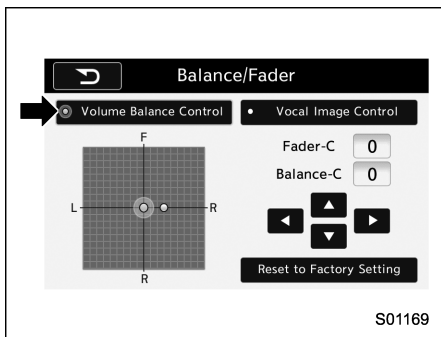 Balance/Fader
Volume Balance Control
Vocal Image Control
F
L
R
R
Fader-C 0
Balance-C 0
Reset to Factory Setting
S01169